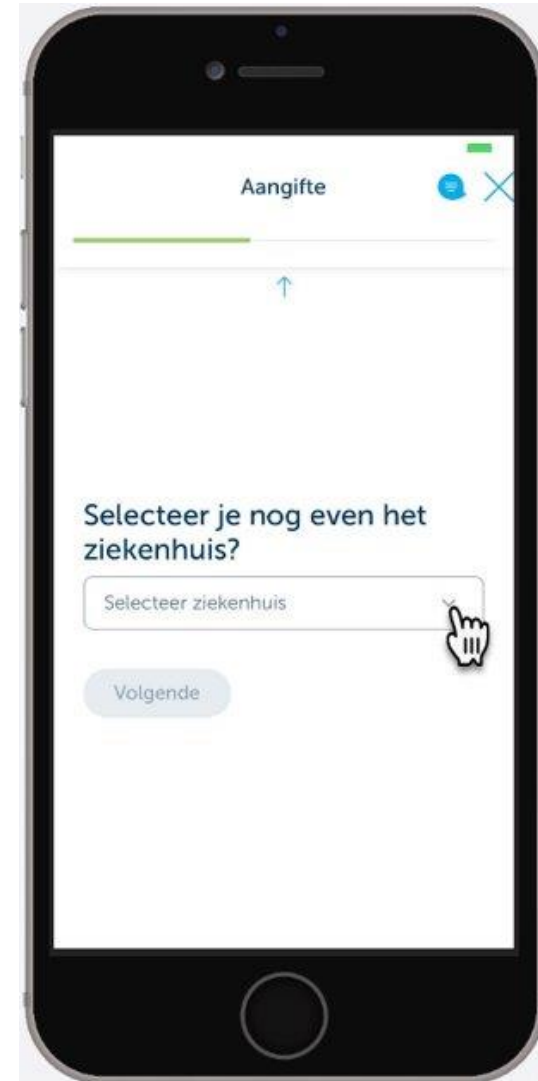 Aangifte
Selecteer je nog even het
ziekenhuis?
Selecteer ziekenhuis
Volgende